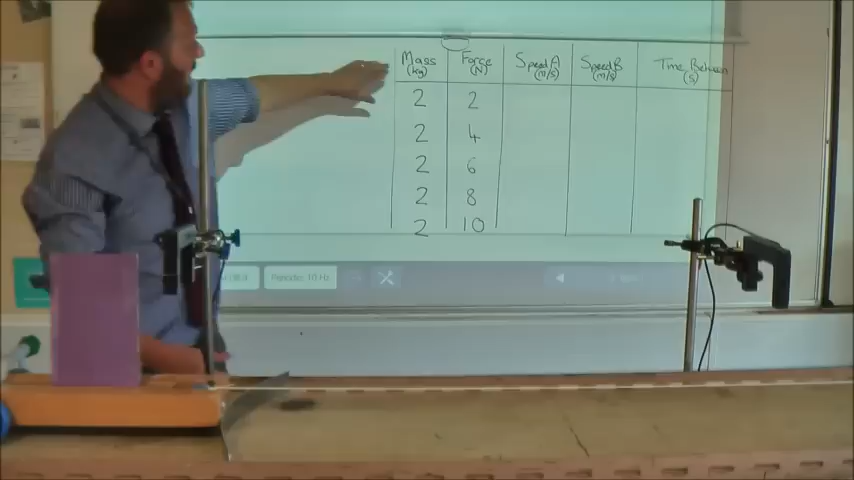 Mass (kg) Force (N) Speed A (m/s) Speed B (m/s) Time Between (s)
2 2
2 4
2 6
2 8
2 10
Periodic: 10 Hz